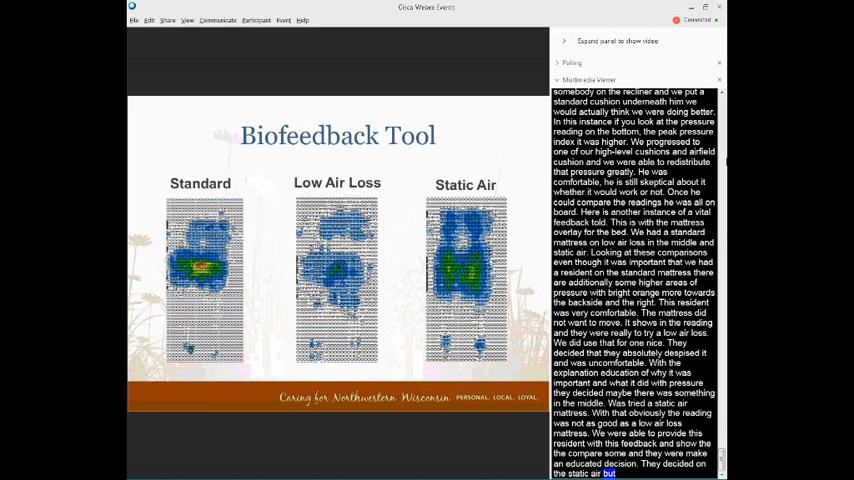 Cisco Webex Events
File Edit Share View Communicate Participant Event Help
Connected
Expand panel to show video
Polling
Multimedia Viewer
Biofeedback Tool
Standard
Low Air Loss
Static Air
Caring for Northwestern Wisconsin PERSONAL. LOCAL. LOYAL.
somebody on the recliner and we put a
standard cushion underneath him we
would actually think we were doing better.
In this instance if you look at the pressure
reading on the bottom, the peak pressure
index it was higher. We progressed to
one of our high-level cushions and airfield
cushion and we were able to redistribute
that pressure greatly. He was
comfortable, he is still skeptical about it
whether it would work or not. Once he
could compare the readings he was all on
board. Here is another instance of a vital
feedback told. This is with the mattress
overlay for the bed. We had a standard
mattress on low air loss in the middle and
static air. Looking at these comparisons
even though it was important that we had
a resident on the standard mattress there
are additionally some higher areas of
pressure with bright orange more towards
the backside and the right. This resident
was very comfortable. The mattress did
not want to move. It shows in the reading
and they were really to try a low air loss.
We did use that for one nice. They
decided that they absolutely despised it
and was uncomfortable. With the
explanation education of why it was
important and what it did with pressure
they decided maybe there was something
in the middle. Was tried a static air
mattress. With that obviously the reading
was not as good as a low air loss
mattress. We were able to provide this
resident with this feedback and show the
the compare some and they were make
an educated decision. They decided on
the static air but